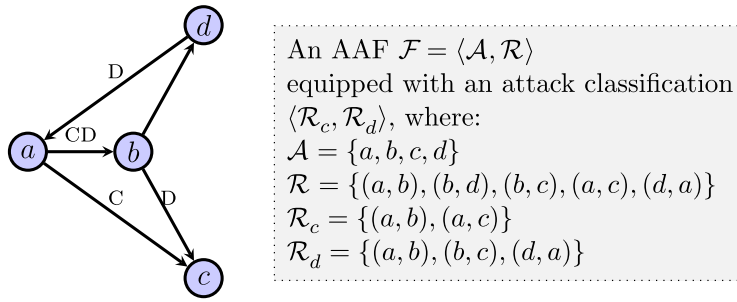 d
D
CD
a
b
C
D
c
An AAF ℱ = ⟨𝒜, ℛ⟩
equipped with an attack classification
⟨ℛ_c, ℛ_d⟩, where:
𝒜 = {a, b, c, d}
ℛ = {(a, b), (b, d), (b, c), (a, c), (d, a)}
ℛ_c = {(a, b), (a, c)}
ℛ_d = {(a, b), (b, c), (d, a)}